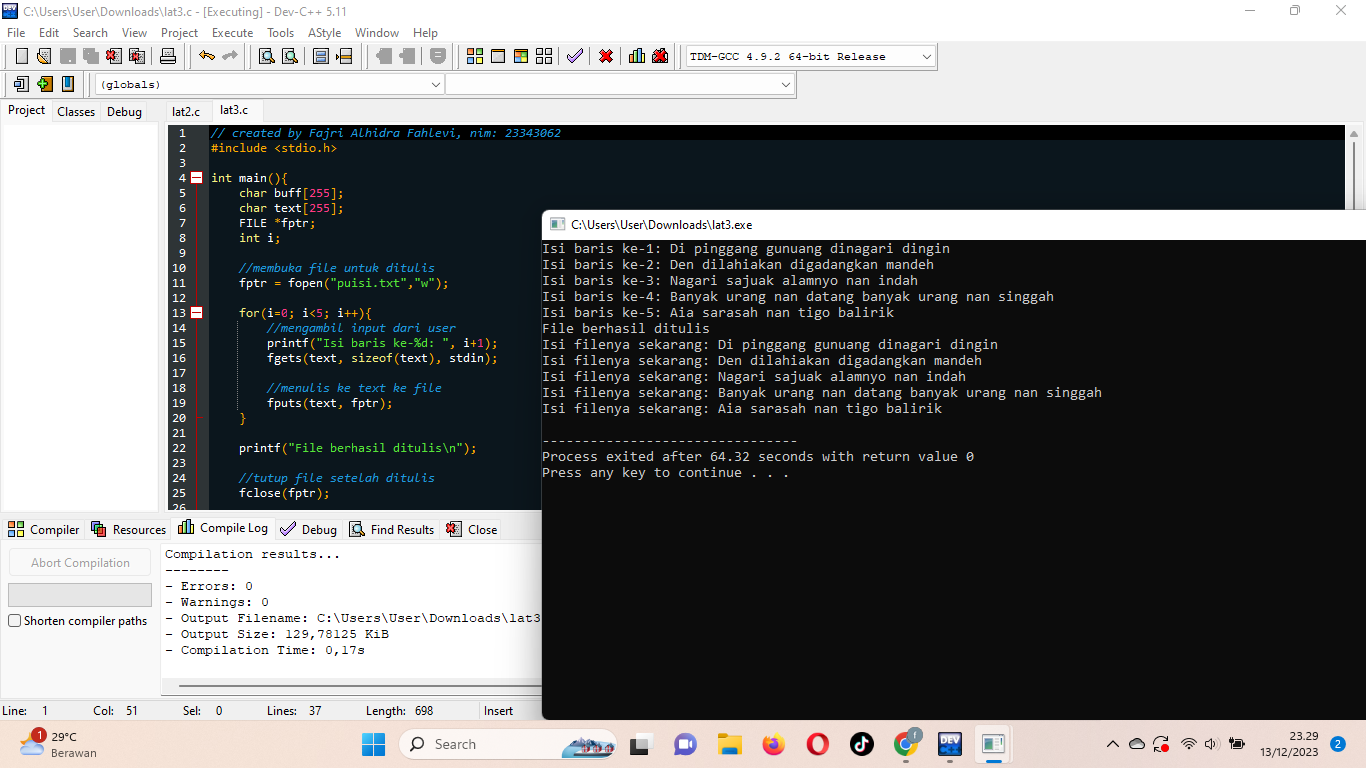 C:\Users\User\Downloads\lat3.c - [Executing] - Dev-C++ 5.11
File Edit Search View Project Execute Tools AStyle Window Help
TDM-GCC 4.9.2 64-bit Release
(globals)
Project Classes Debug
lat2.c lat3.c
1 // created by Fajri Alhidra Fahlevi, nim: 23343062
2 #include <stdio.h>
3
4 int main(){
5 char buff[255];
6 char text[255];
7 FILE *fptr;
8 int i;
9
10 //membuka file untuk ditulis
11 fptr = fopen("puisi.txt","w");
12
13 for(i=0; i<5; i++){
14 //mengambil input dari user
15 printf("Isi baris ke-%d: ", i+1);
16 fgets(text, sizeof(text), stdin);
17
18 //menulis ke text ke file
19 fputs(text, fptr);
20 }
21
22 printf("File berhasil ditulis\n");
23
24 //tutup file setelah ditulis
25 fclose(fptr);
26
C:\Users\User\Downloads\lat3.exe
Isi baris ke-1: Di pinggang gunuang dinagari dingin
Isi baris ke-2: Den dilahiakan digadangkan mandeh
Isi baris ke-3: Nagari sajuak alamnyo nan indah
Isi baris ke-4: Banyak urang nan datang banyak urang nan singgah
Isi baris ke-5: Aia sarasah nan tigo balirik
File berhasil ditulis
Isi filenya sekarang: Di pinggang gunuang dinagari dingin
Isi filenya sekarang: Den dilahiakan digadangkan mandeh
Isi filenya sekarang: Nagari sajuak alamnyo nan indah
Isi filenya sekarang: Banyak urang nan datang banyak urang nan singgah
Isi filenya sekarang: Aia sarasah nan tigo balirik
--------------------------------
Process exited after 64.32 seconds with return value 0
Press any key to continue . . .
Compiler Resources Compile Log Debug Find Results Close
Abort Compilation
Shorten compiler paths
Compilation results...
--------
- Errors: 0
- Warnings: 0
- Output Filename: C:\Users\User\Downloads\lat3
- Output Size: 129,78125 KiB
- Compilation Time: 0,17s
Line: 1 Col: 51 Sel: 0 Lines: 37 Length: 698 Insert
1
29°C
Berawan
Search
f
DEV
23.29
13/12/2023
2